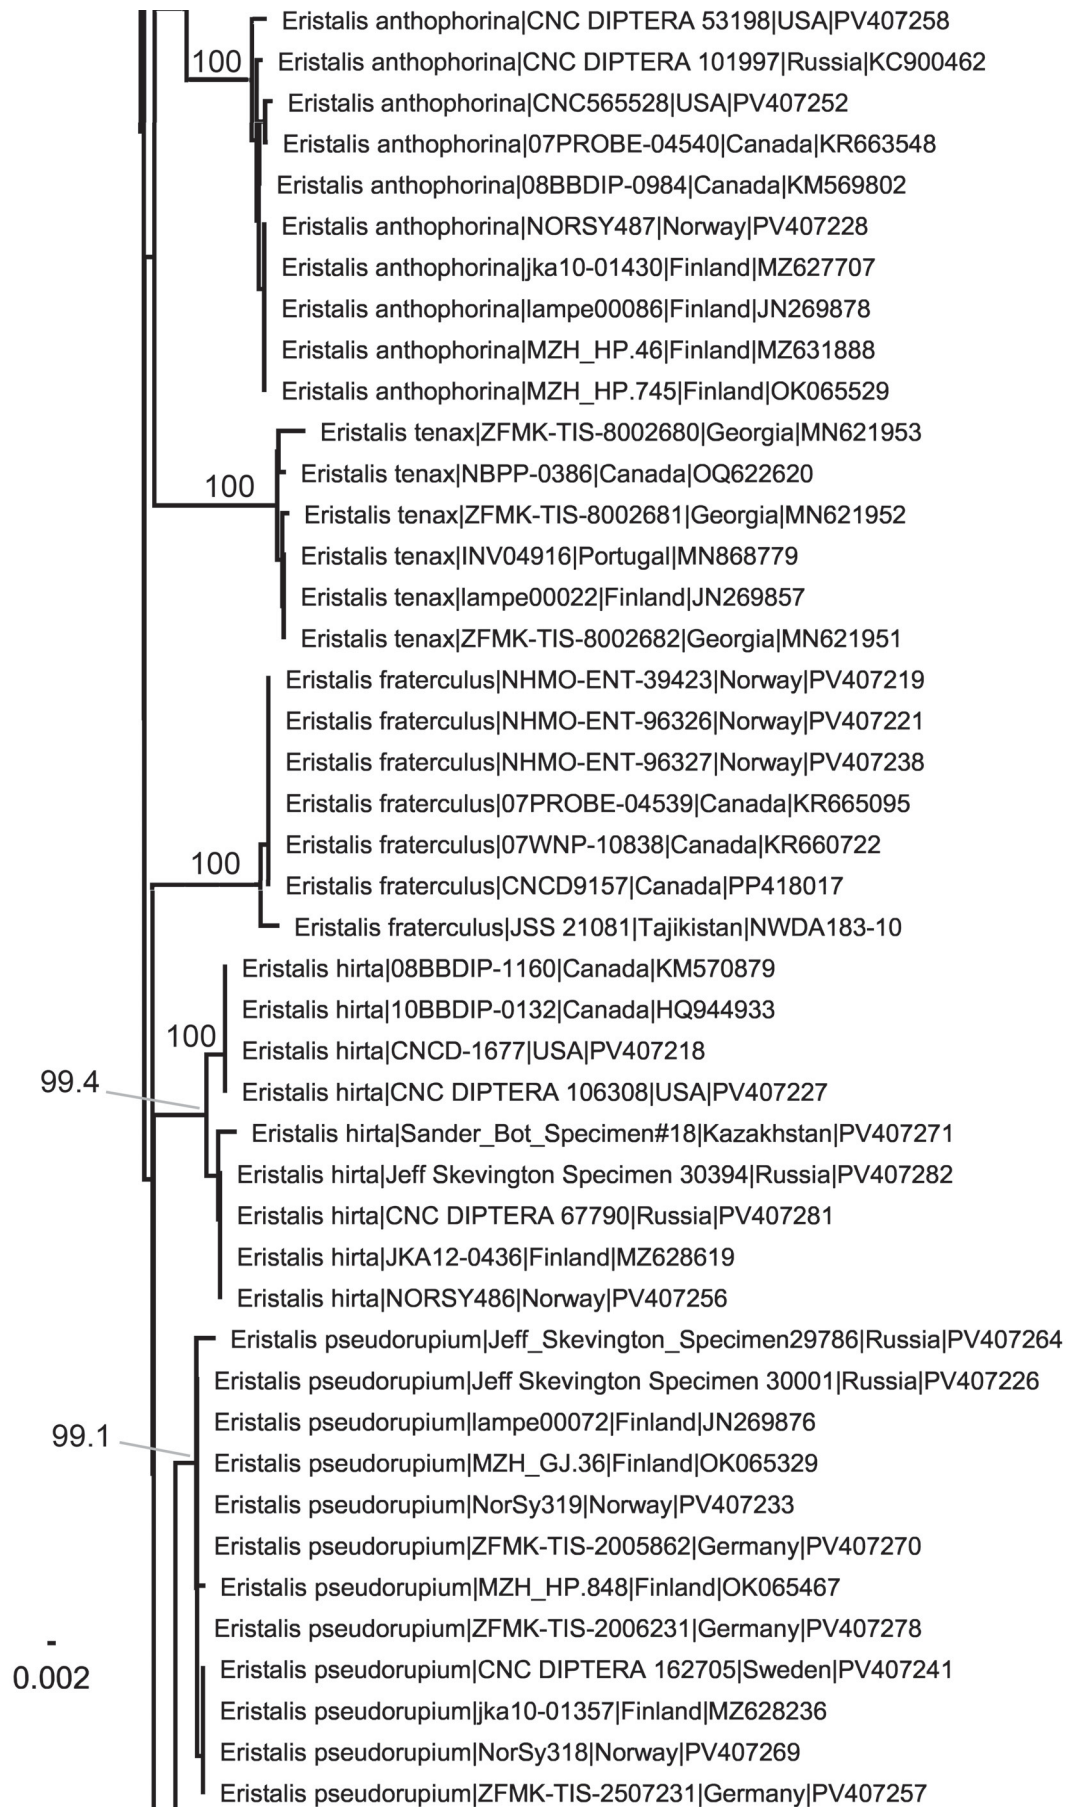 Eristalis anthophorina|CNC DIPTERA 53198|USA|PV407258
100
Eristalis anthophorina|CNC DIPTERA 101997|Russia|KC900462
Eristalis anthophorina|CNC565528|USA|PV407252
Eristalis anthophorina|07PROBE-04540|Canada|KR663548
Eristalis anthophorina|08BBDIP-0984|Canada|KM569802
Eristalis anthophorina|NORSY487|Norway|PV407228
Eristalis anthophorina|jka10-01430|Finland|MZ627707
Eristalis anthophorina|lampe00086|Finland|JN269878
Eristalis anthophorina|MZH_HP.46|Finland|MZ631888
Eristalis anthophorina|MZH_HP.745|Finland|OK065529
Eristalis tenax|ZFMK-TIS-8002680|Georgia|MN621953
Eristalis tenax|NBPP-0386|Canada|OQ622620
100
Eristalis tenax|ZFMK-TIS-8002681|Georgia|MN621952
Eristalis tenax|INV04916|Portugal|MN868779
Eristalis tenax|lampe00022|Finland|JN269857
Eristalis tenax|ZFMK-TIS-8002682|Georgia|MN621951
Eristalis fraterculus|NHMO-ENT-39423|Norway|PV407219
Eristalis fraterculus|NHMO-ENT-96326|Norway|PV407221
Eristalis fraterculus|NHMO-ENT-96327|Norway|PV407238
Eristalis fraterculus|07PROBE-04539|Canada|KR665095
Eristalis fraterculus|07WNP-10838|Canada|KR660722
100
Eristalis fraterculus|CNCD9157|Canada|PP418017
Eristalis fraterculus|JSS 21081|Tajikistan|NWDA183-10
Eristalis hirta|08BBDIP-1160|Canada|KM570879
Eristalis hirta|10BBDIP-0132|Canada|HQ944933
100
Eristalis hirta|CNCD-1677|USA|PV407218
99.4
Eristalis hirta|CNC DIPTERA 106308|USA|PV407227
Eristalis hirta|Sander_Bot_Specimen#18|Kazakhstan|PV407271
Eristalis hirta|Jeff Skevington Specimen 30394|Russia|PV407282
Eristalis hirta|CNC DIPTERA 67790|Russia|PV407281
Eristalis hirta|JKA12-0436|Finland|MZ628619
Eristalis hirta|NORSY486|Norway|PV407256
Eristalis pseudorupium|Jeff_Skevington_Specimen29786|Russia|PV407264
Eristalis pseudorupium|Jeff Skevington Specimen 30001|Russia|PV407226
Eristalis pseudorupium|lampe00072|Finland|JN269876
99.1
Eristalis pseudorupium|MZH_GJ.36|Finland|OK065329
Eristalis pseudorupium|NorSy319|Norway|PV407233
Eristalis pseudorupium|ZFMK-TIS-2005862|Germany|PV407270
Eristalis pseudorupium|MZH_HP.848|Finland|OK065467
Eristalis pseudorupium|ZFMK-TIS-2006231|Germany|PV407278
0.002
Eristalis pseudorupium|CNC DIPTERA 162705|Sweden|PV407241
Eristalis pseudorupium|jka10-01357|Finland|MZ628236
Eristalis pseudorupium|NorSy318|Norway|PV407269
Eristalis pseudorupium|ZFMK-TIS-2507231|Germany|PV407257